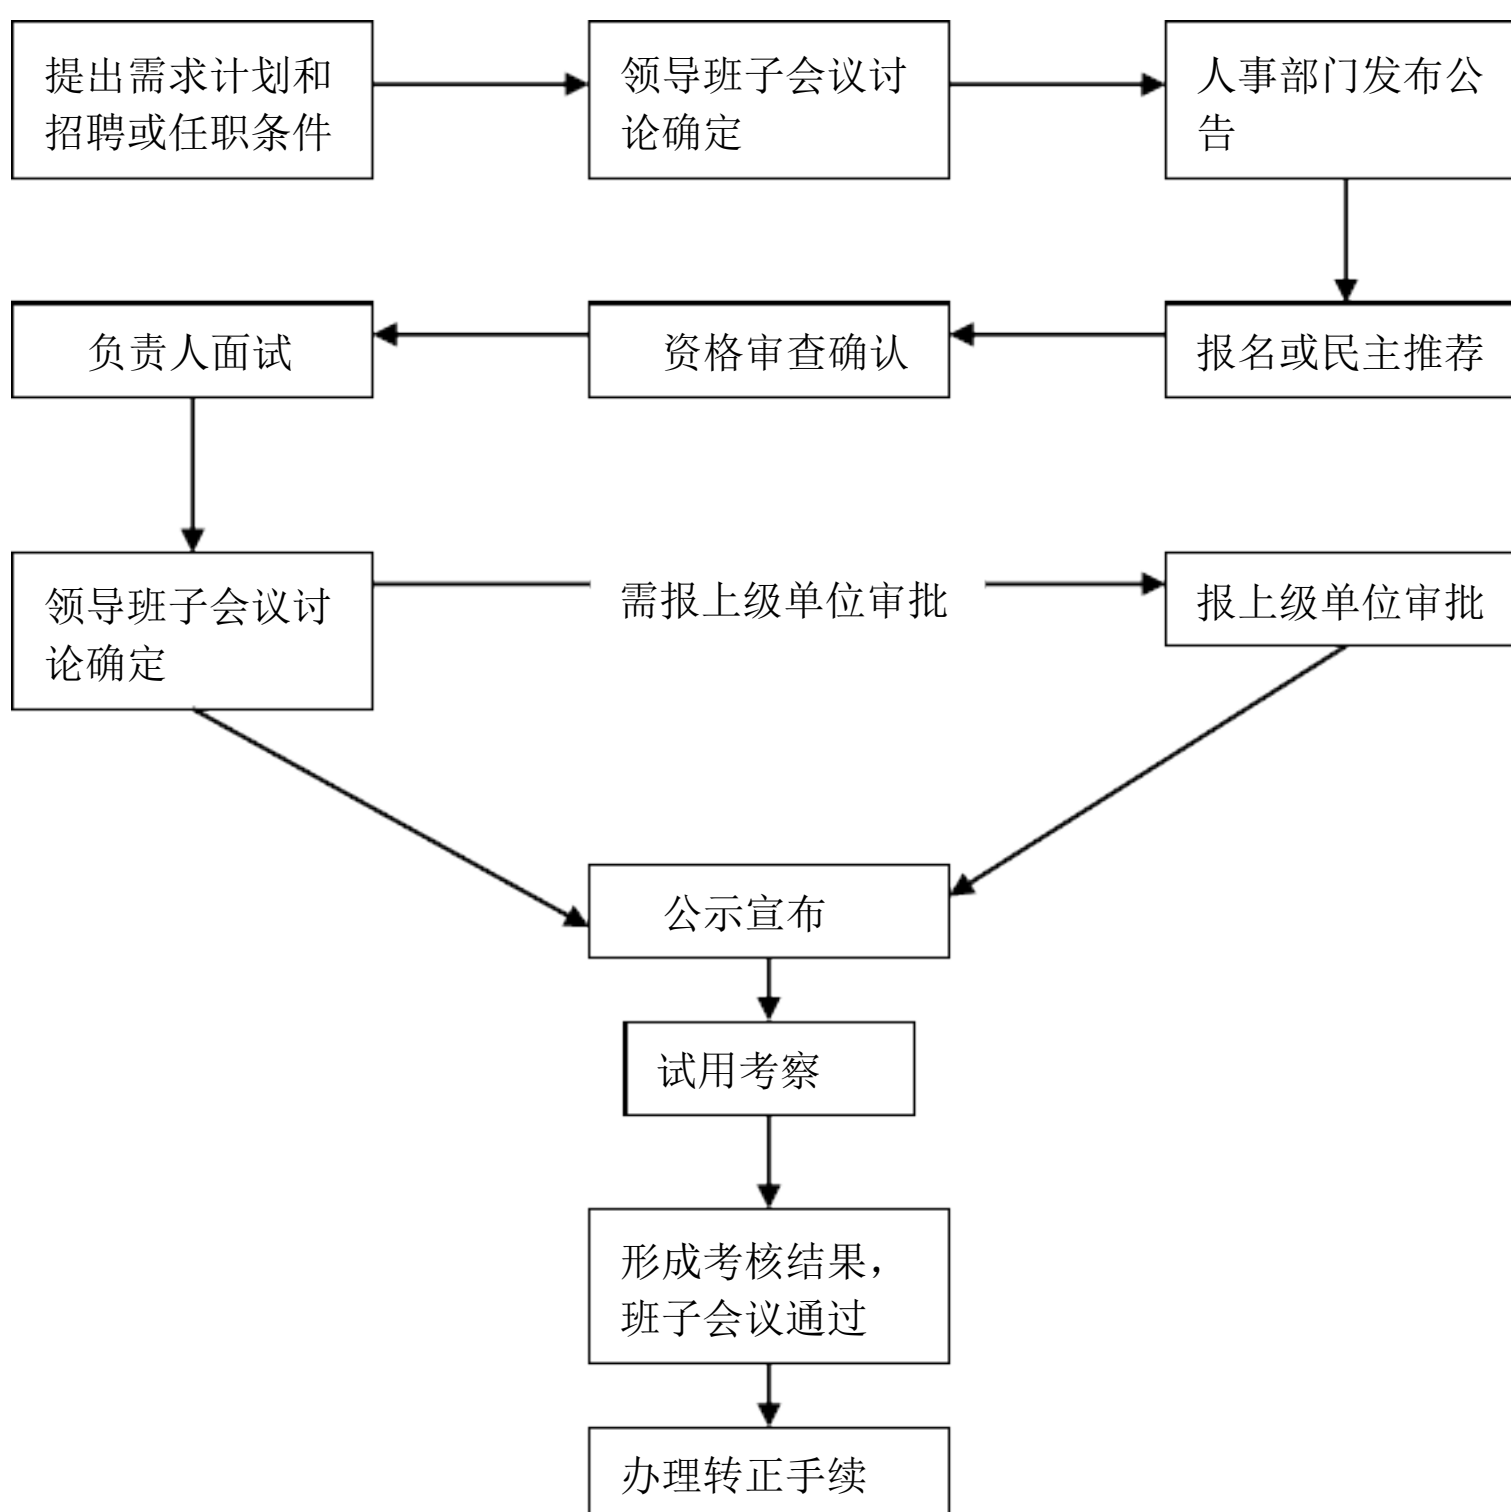 提出需求计划和
招聘或任职条件
领导班子会议讨
论确定
人事部门发布公
告
报名或民主推荐
资格审查确认
负责人面试
领导班子会议讨
论确定
需报上级单位审批
报上级单位审批
公示宣布
试用考察
形成考核结果，
班子会议通过
办理转正手续